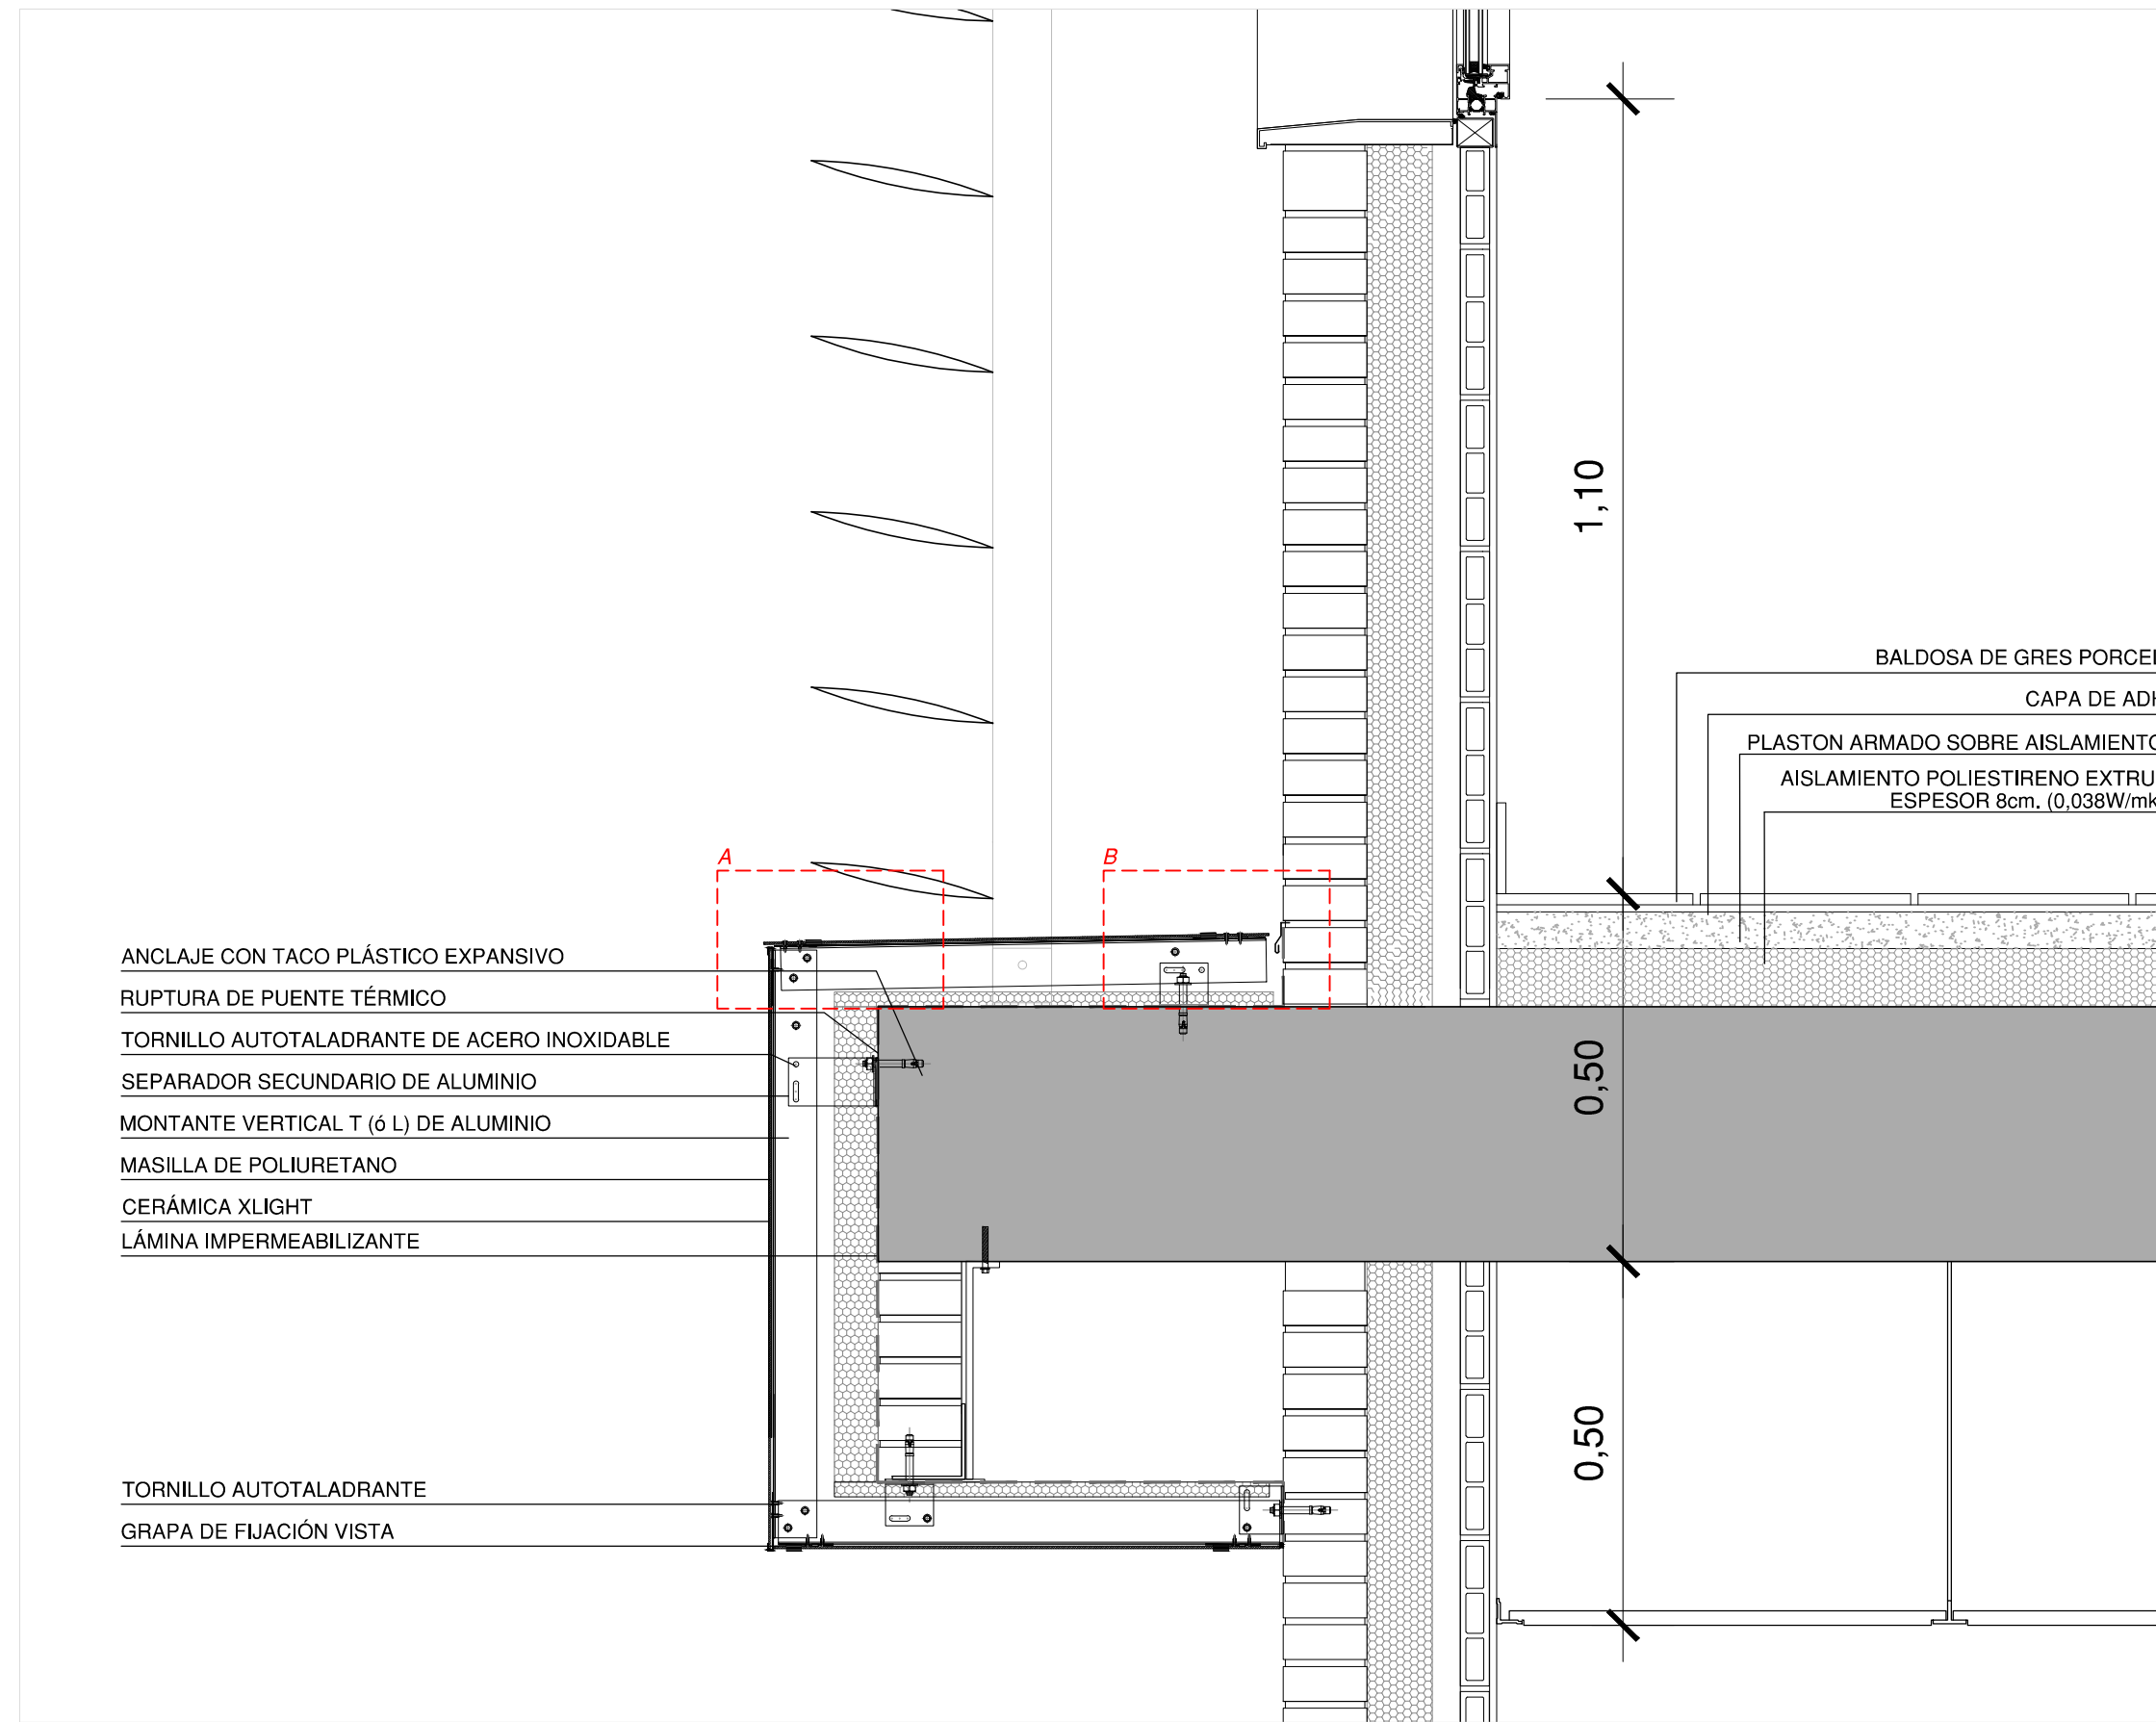 1,10
BALDOSA DE GRES PORCEL
CAPA DE ADH
PLASTON ARMADO SOBRE AISLAMIENTO
AISLAMIENTO POLIESTIRENO EXTRU
ESPESOR 8cm. (0,038W/mk
A
B
ANCLAJE CON TACO PLÁSTICO EXPANSIVO
RUPTURA DE PUENTE TÉRMICO
TORNILLO AUTOTALADRANTE DE ACERO INOXIDABLE
SEPARADOR SECUNDARIO DE ALUMINIO
MONTANTE VERTICAL T (ó L) DE ALUMINIO
MASILLA DE POLIURETANO
CERÁMICA XLIGHT
LÁMINA IMPERMEABILIZANTE
0,50
0,50
TORNILLO AUTOTALADRANTE
GRAPA DE FIJACIÓN VISTA